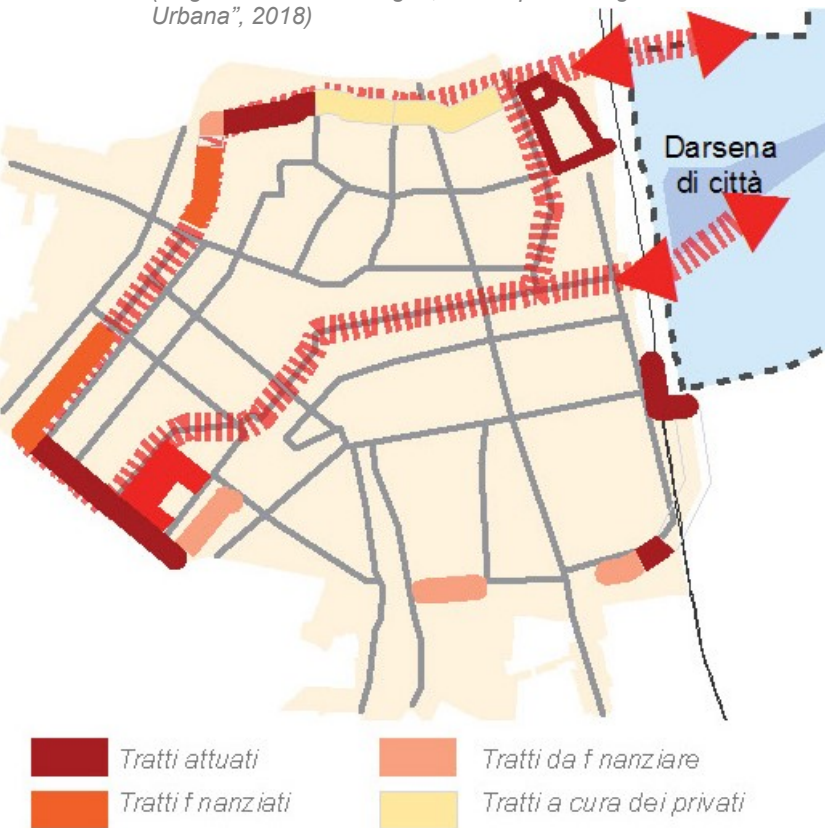 Urbana”, 2018)
Darsena
di città
Tratti attuati
Tratti da f nanziare
Tratti f nanziati
Tratti a cura dei privati